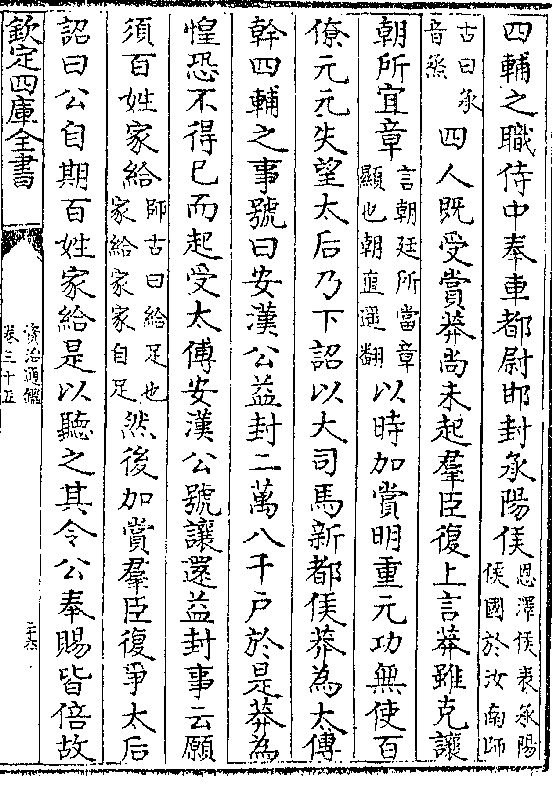 四輔之職侍中奉車都尉邯封氶陽侯恩澤侯表氶陽侯國於汝南師
古曰氶音烝四人既受賞莽尚未起羣臣復上言莽雖克讓
朝所宜章言朝廷所當章顯也朝直遥翻以時加賞明重元功無使百
僚元元失望太后乃下詔以大司馬新都侯莽為太傅
幹四輔之事號曰安漢公益封二萬八千户於是莽為
惶恐不得已而起受太傅安漢公號讓還益封事云願
須百姓家給師古曰給足也家給家家自足然後加賞羣臣復爭太后
詔曰公自期百姓家給是以聽之其令公奉賜皆倍故
欽定四庫全書
資治通鑑
卷三十五